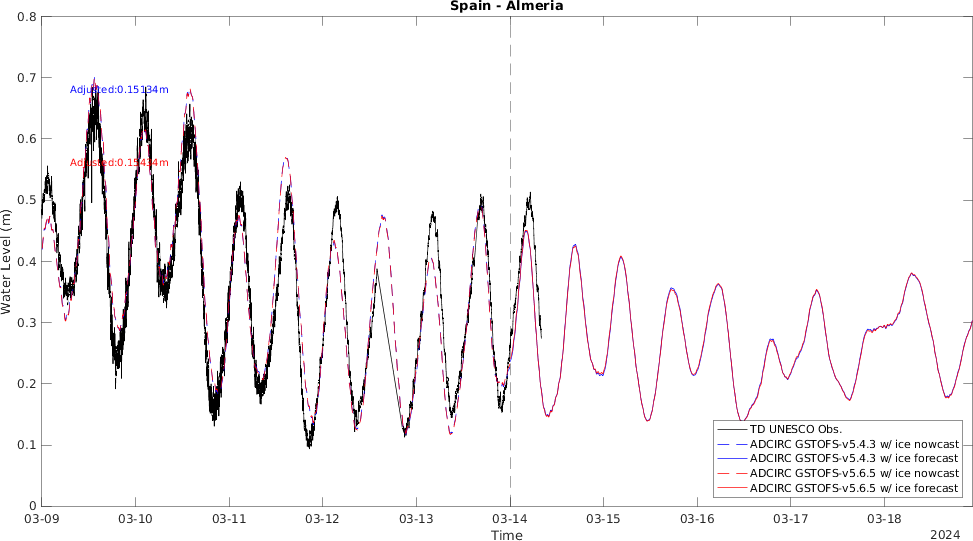 Spain - Almeria
0.8
0.7
0.6
0.5
0.4
0.3
0.2
0.1
0
Water Level (m)
Adjusted:0.15134m
Adjusted:0.15414m
TD UNESCO Obs.
ADCIRC GSTOFS-v5.4.3 w/ ice nowcast
ADCIRC GSTOFS-v5.4.3 w/ ice forecast
ADCIRC GSTOFS-v5.6.5 w/ ice nowcast
ADCIRC GSTOFS-v5.6.5 w/ ice forecast
03-09 03-10 03-11 03-12 03-13 03-14 03-15 03-16 03-17 03-18
Time
2024